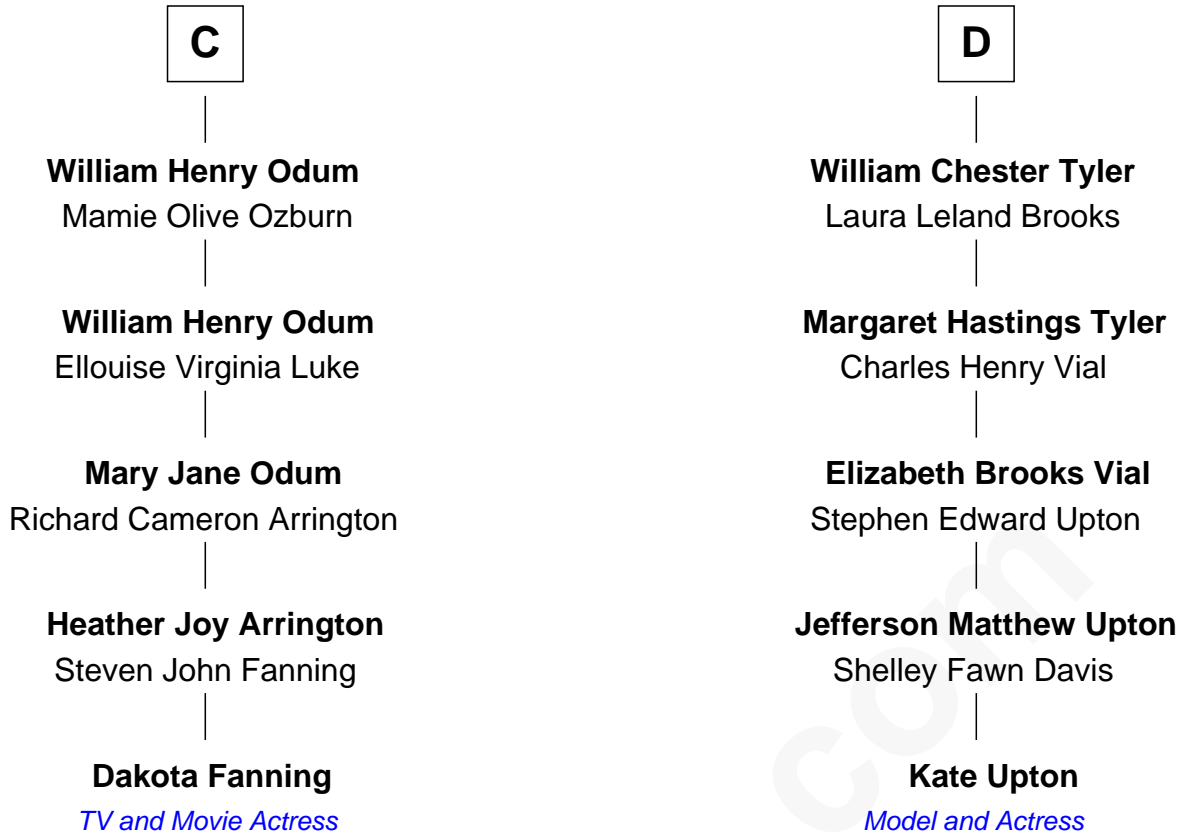 C
William Henry Odum
Mamie Olive Ozburn
William Henry Odum
Ellouise Virginia Luke
Mary Jane Odum
Richard Cameron Arrington
Heather Joy Arrington
Steven John Fanning
Dakota Fanning
TV and Movie Actress
D
William Chester Tyler
Laura Leland Brooks
Margaret Hastings Tyler
Charles Henry Vial
Elizabeth Brooks Vial
Stephen Edward Upton
Jefferson Matthew Upton
Shelley Fawn Davis
Kate Upton
Model and Actress
com